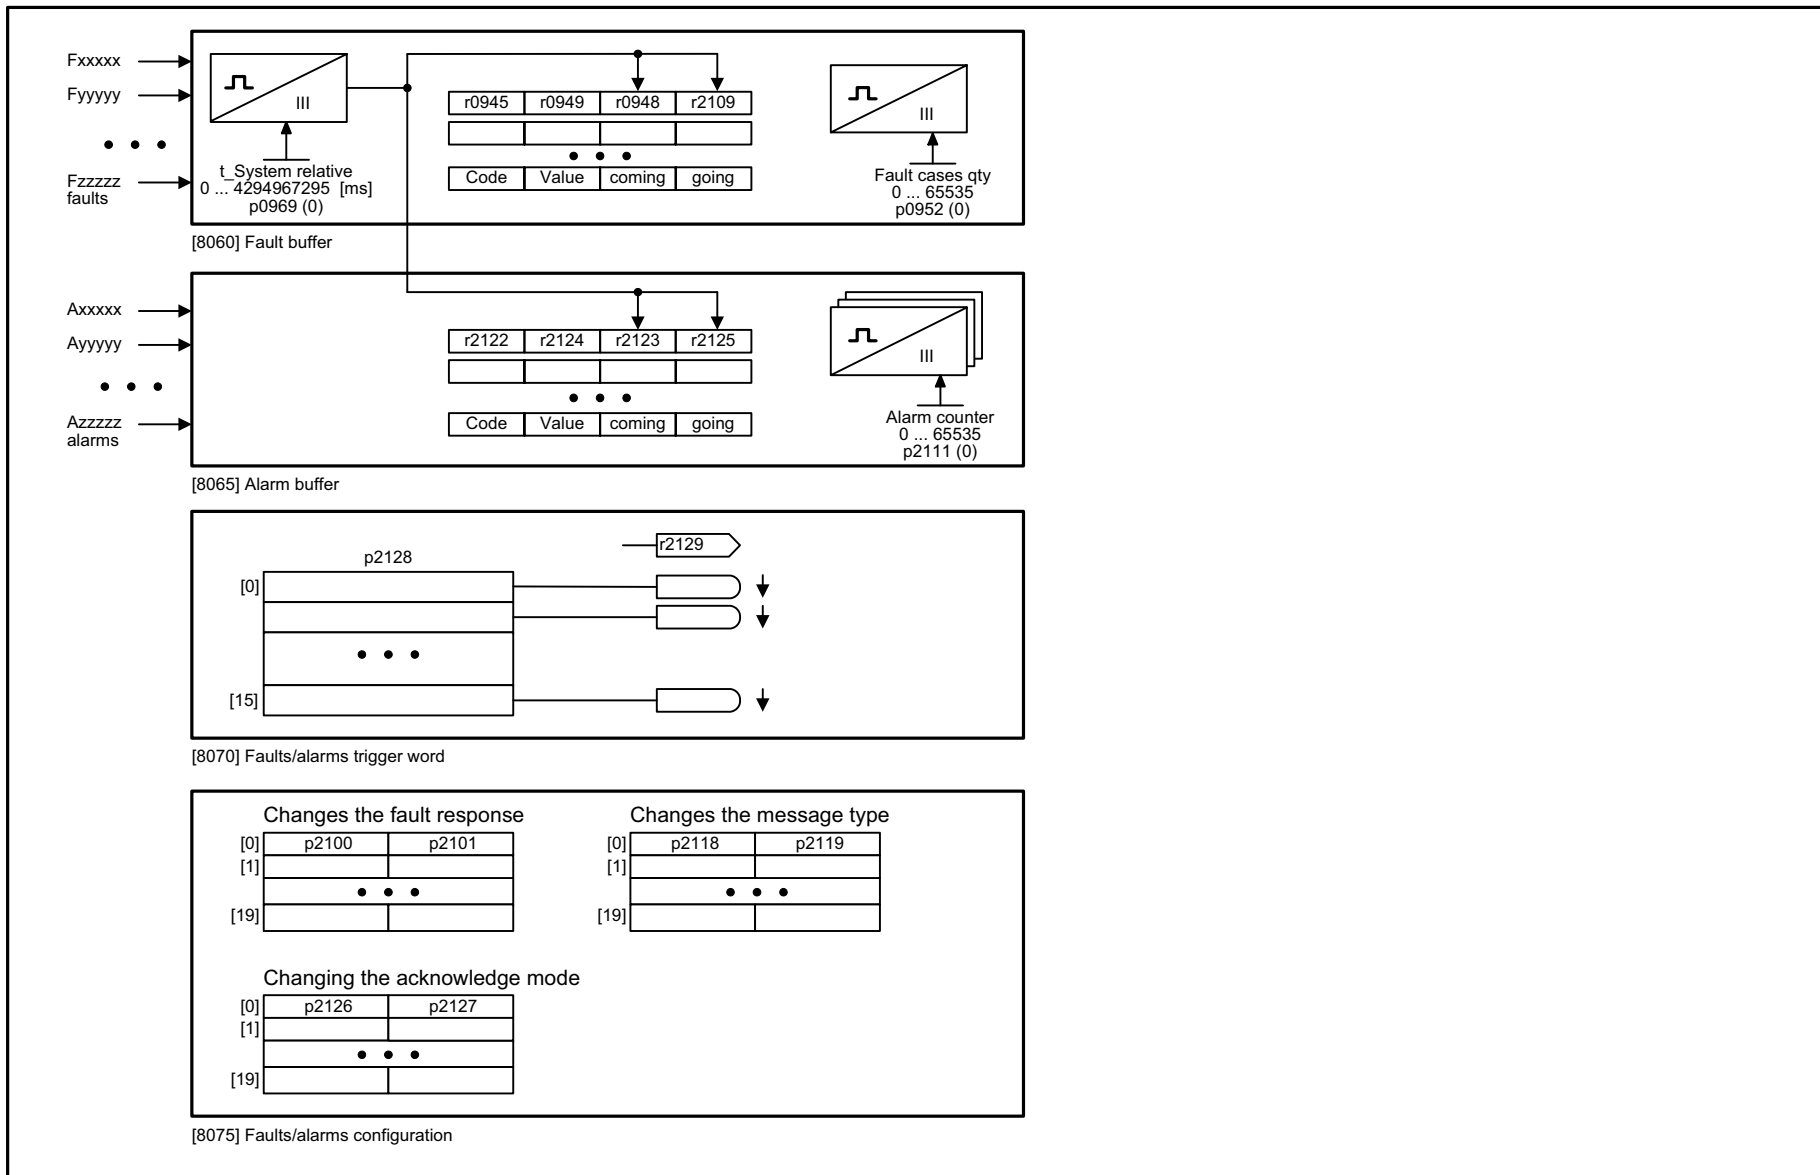 Fxxxxx
Fyyyyy
Fzzzzz
faults
III
t_System relative
0 ... 4294967295 [ms]
p0969 (0)
r0945 r0949 r0948 r2109
Code Value coming going
III
Fault cases qty
0 ... 65535
p0952 (0)
[8060] Fault buffer
Axxxxx
Ayyyyy
Azzzzz
alarms
r2122 r2124 r2123 r2125
Code Value coming going
III
Alarm counter
0 ... 65535
p2111 (0)
[8065] Alarm buffer
p2128
r2129
[0]
[15]
[8070] Faults/alarms trigger word
Changes the fault response
[0] p2100 p2101
[1]
[19]
Changes the message type
[0] p2118 p2119
[1]
[19]
Changing the acknowledge mode
[0] p2126 p2127
[1]
[19]
[8075] Faults/alarms configuration